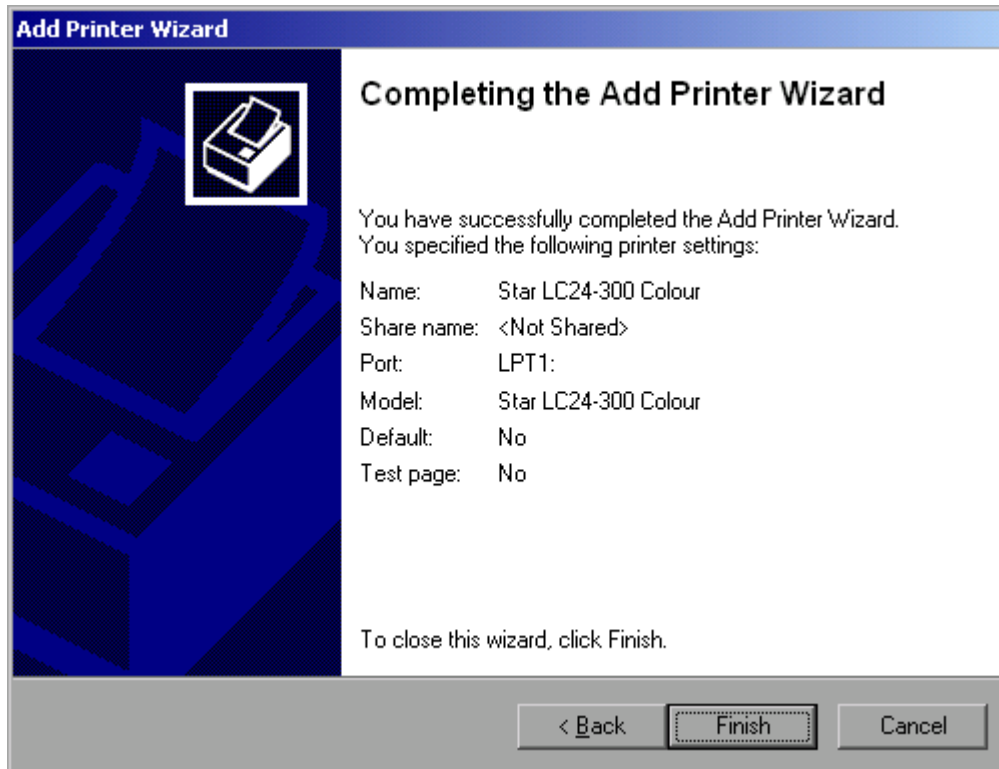 Add Printer Wizard
Completing the Add Printer Wizard
You have successfully completed the Add Printer Wizard.
You specified the following printer settings:
Name: Star LC24-300 Colour
Share name: <Not Shared>
Port: LPT1:
Model: Star LC24-300 Colour
Default: No
Test page: No
To close this wizard, click Finish.
< Back Finish Cancel